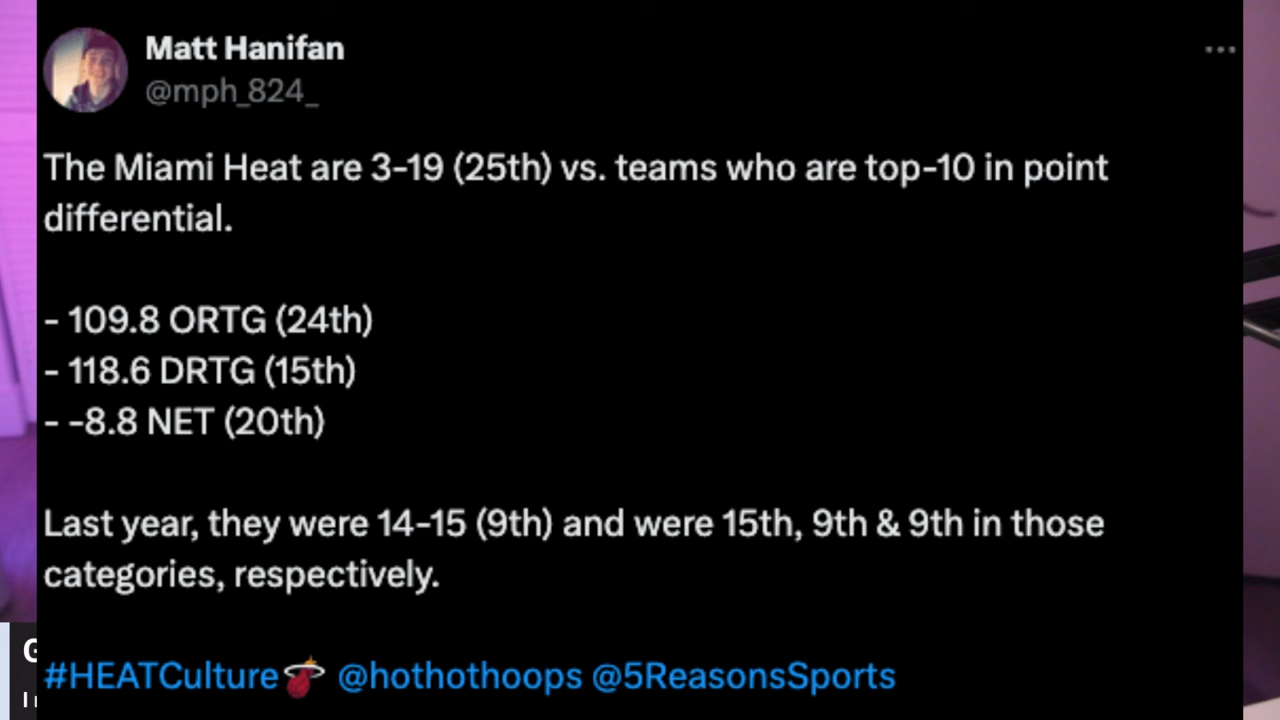 Matt Hanifan
@mph_824_
The Miami Heat are 3-19 (25th) vs. teams who are top-10 in point
differential.
- 109.8 ORTG (24th)
- 118.6 DRTG (15th)
- -8.8 NET (20th)
Last year, they were 14-15 (9th) and were 15th, 9th & 9th in those
categories, respectively.
#HEATCulture @hothothoops @5ReasonsSports